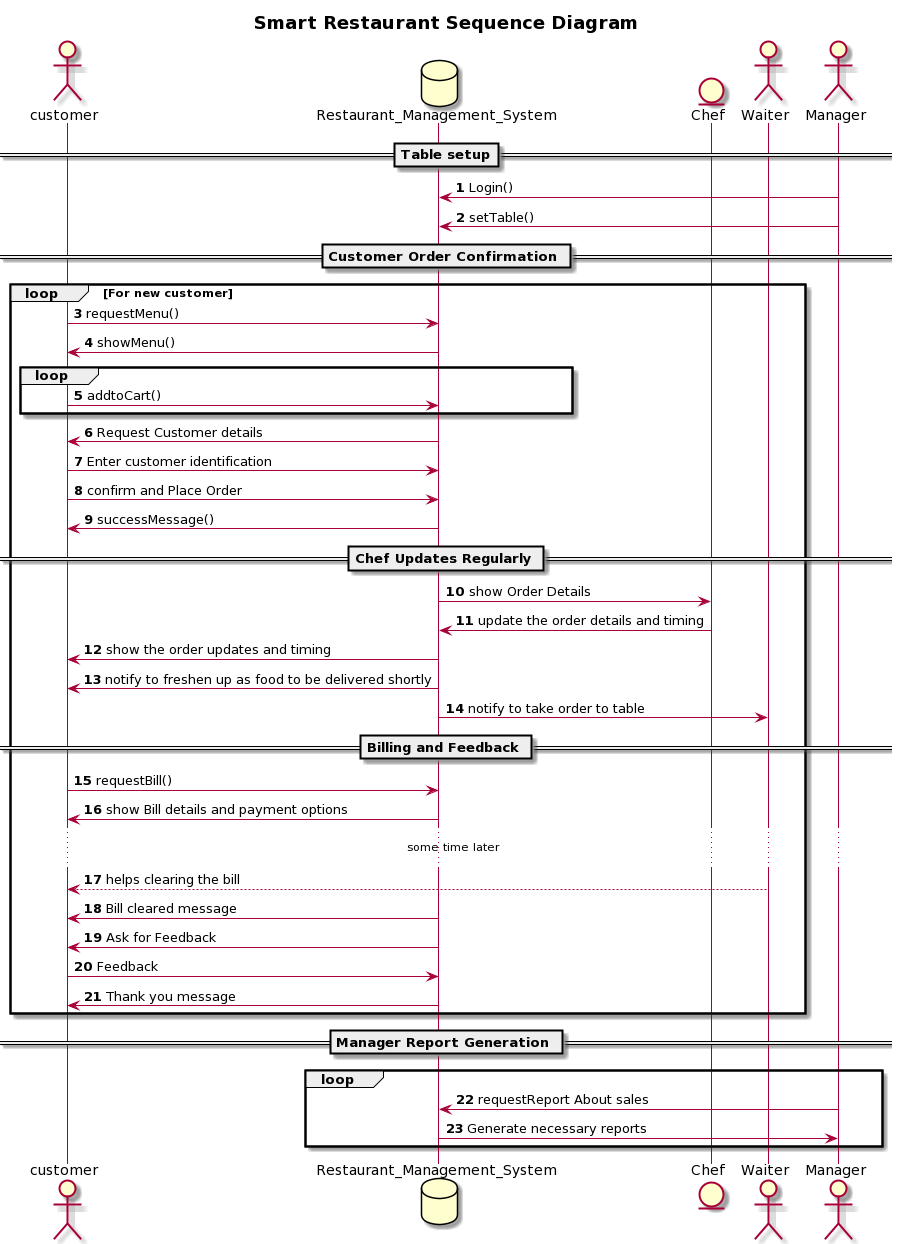 Smart Restaurant Sequence Diagram
customer
Restaurant_Management_System
Chef
Waiter
Manager
Table setup
1 Login()
2 setTable()
Customer Order Confirmation
loop [For new customer]
3 requestMenu()
4 showMenu()
loop
5 addtoCart()
6 Request Customer details
7 Enter customer identification
8 confirm and Place Order
9 successMessage()
Chef Updates Regularly
10 show Order Details
11 update the order details and timing
12 show the order updates and timing
13 notify to freshen up as food to be delivered shortly
14 notify to take order to table
Billing and Feedback
15 requestBill()
16 show Bill details and payment options
some time later
17 helps clearing the bill
18 Bill cleared message
19 Ask for Feedback
20 Feedback
21 Thank you message
Manager Report Generation
loop
22 requestReport About sales
23 Generate necessary reports
customer
Restaurant_Management_System
Chef
Waiter
Manager